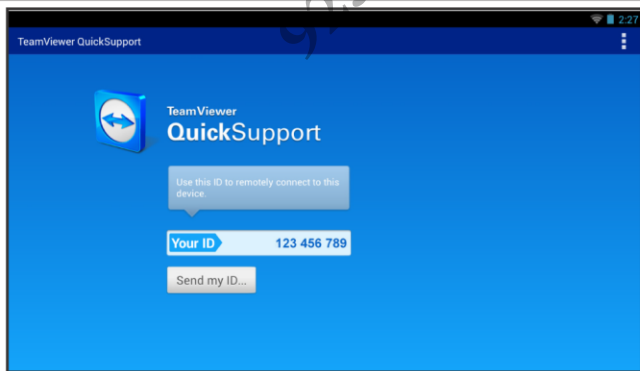 2:27
TeamViewer QuickSupport
TeamViewer
QuickSupport
Use this ID to remotely connect to this
device.
Your ID 123 456 789
Send my ID...